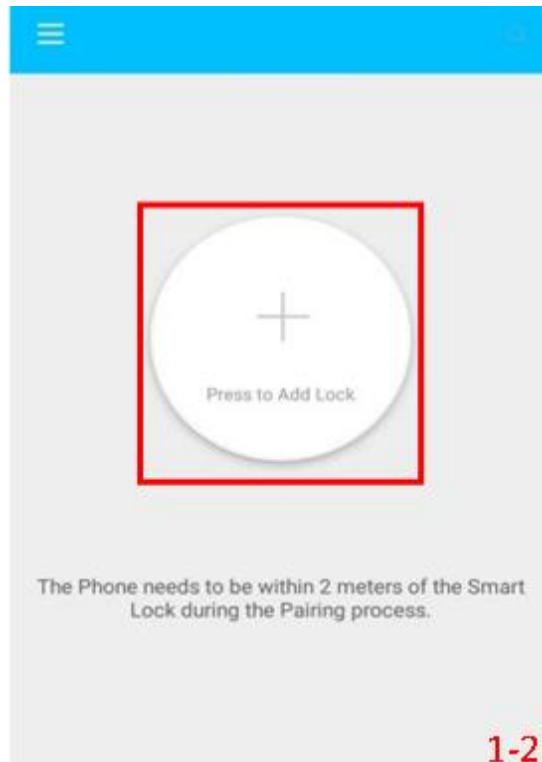 Press to Add Lock
The Phone needs to be within 2 meters of the Smart
Lock during the Pairing process.
1-2